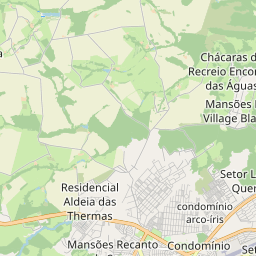 a
Chácaras d
Recreio Encon
das Águas
Mansões
Village Bla
Setor L
Quer
Residencial
Aldeia das
Thermas
condomínio
arco-íris
Mansões Recanto
Condomínio
Set